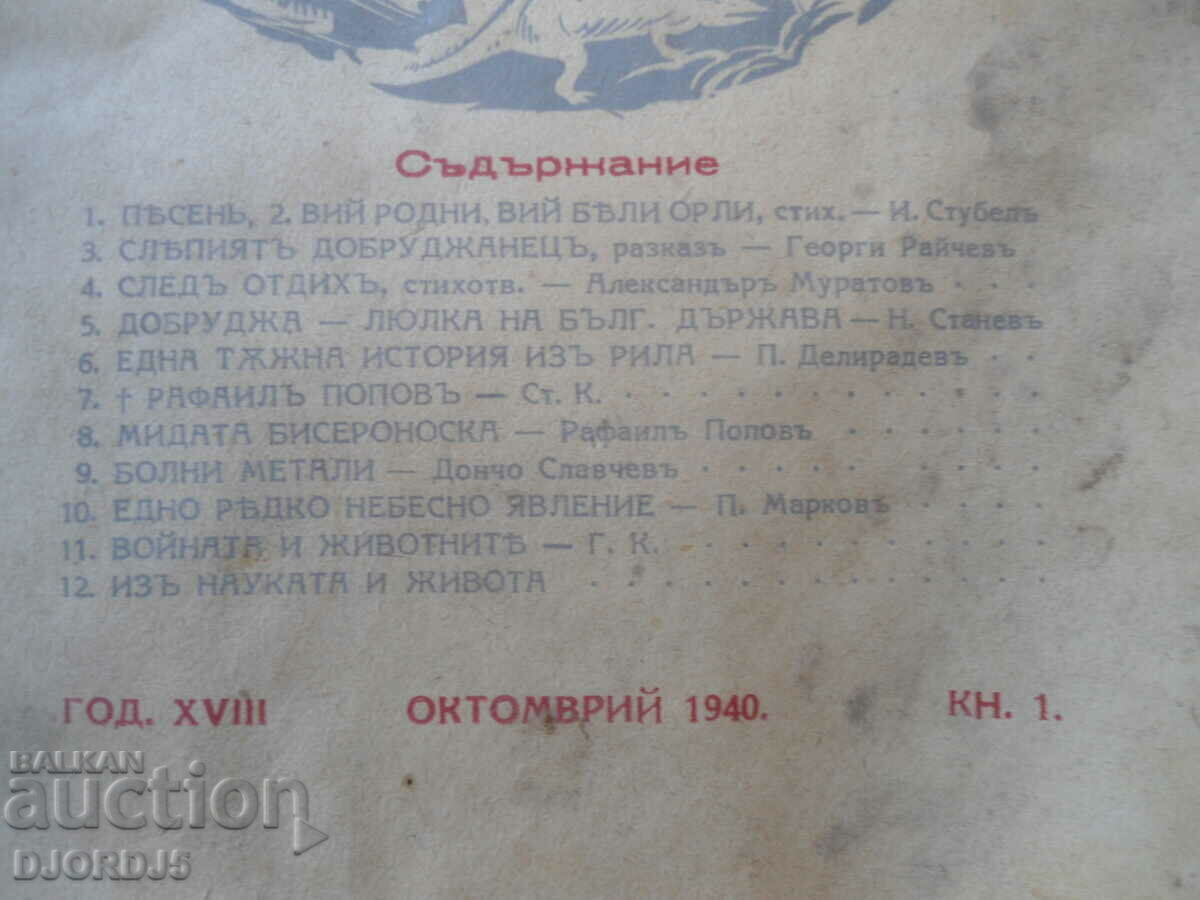 Съдържание
1. ПѢСЕНЬ, 2. ВИЙ РОДНИ, ВИЙ БѢЛИ ОРЛИ, стих. — И. Стубелъ
3. СЛѢПИЯТЪ ДОБРУДЖАНЕЦЪ, разказъ — Георги Райчевъ
4. СЛЕДЪ ОТДИХЪ, стихотв. — Александъръ Муратовъ . . .
5. ДОБРУДЖА — ЛЮЛКА НА БЪЛГ. ДЪРЖАВА — Н. Станевъ
6. ЕДНА ТѪЖНА ИСТОРИЯ ИЗЪ РИЛА — П. Делирадевъ . .
7. † РАФАИЛЪ ПОПОВЪ — Ст. К. . . . . . . . . . . . .
8. МИДАТА БИСЕРОНОСКА — Рафаилъ Поповъ . . . . . .
9. БОЛНИ МЕТАЛИ — Дончо Славчевъ . . . . . . . .
10. ЕДНО РѢДКО НЕБЕСНО ЯВЛЕНИЕ — П. Марковъ . . . . .
11. ВОЙНАТА И ЖИВОТНИТѢ — Г. К. . . . . . . . . . .
12. ИЗЪ НАУКАТА И ЖИВОТА . . . . . . . . . . . . .
ГОД. XVIII ОКТОМВРИЙ 1940. КН. 1.
BALKAN
auction
DJORDJ5